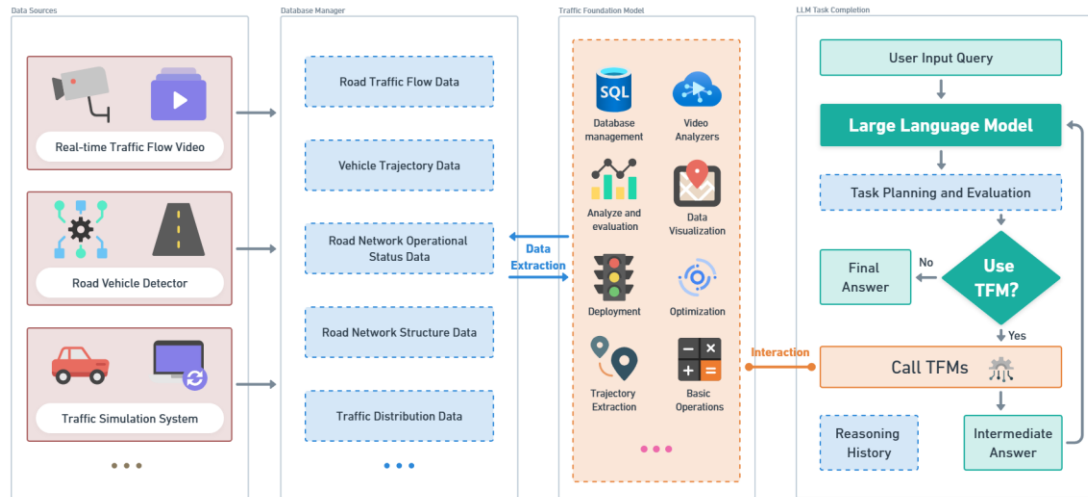 Data Sources
Real-time Traffic Flow Video
Road Vehicle Detector
Traffic Simulation System
Database Manager
Road Traffic Flow Data
Vehicle Trajectory Data
Road Network Operational
Status Data
Road Network Structure Data
Traffic Distribution Data
Data
Extraction
Traffic Foundation Model
SQL
Database
management
Video
Analyzers
Analyze and
evaluation
Data
Visualization
Deployment
Optimization
Trajectory
Extraction
Basic
Operations
Interaction
LLM Task Completion
User Input Query
Large Language Model
Task Planning and Evaluation
Use
TFM?
No
Final
Answer
Yes
Call TFMs
Reasoning
History
Intermediate
Answer